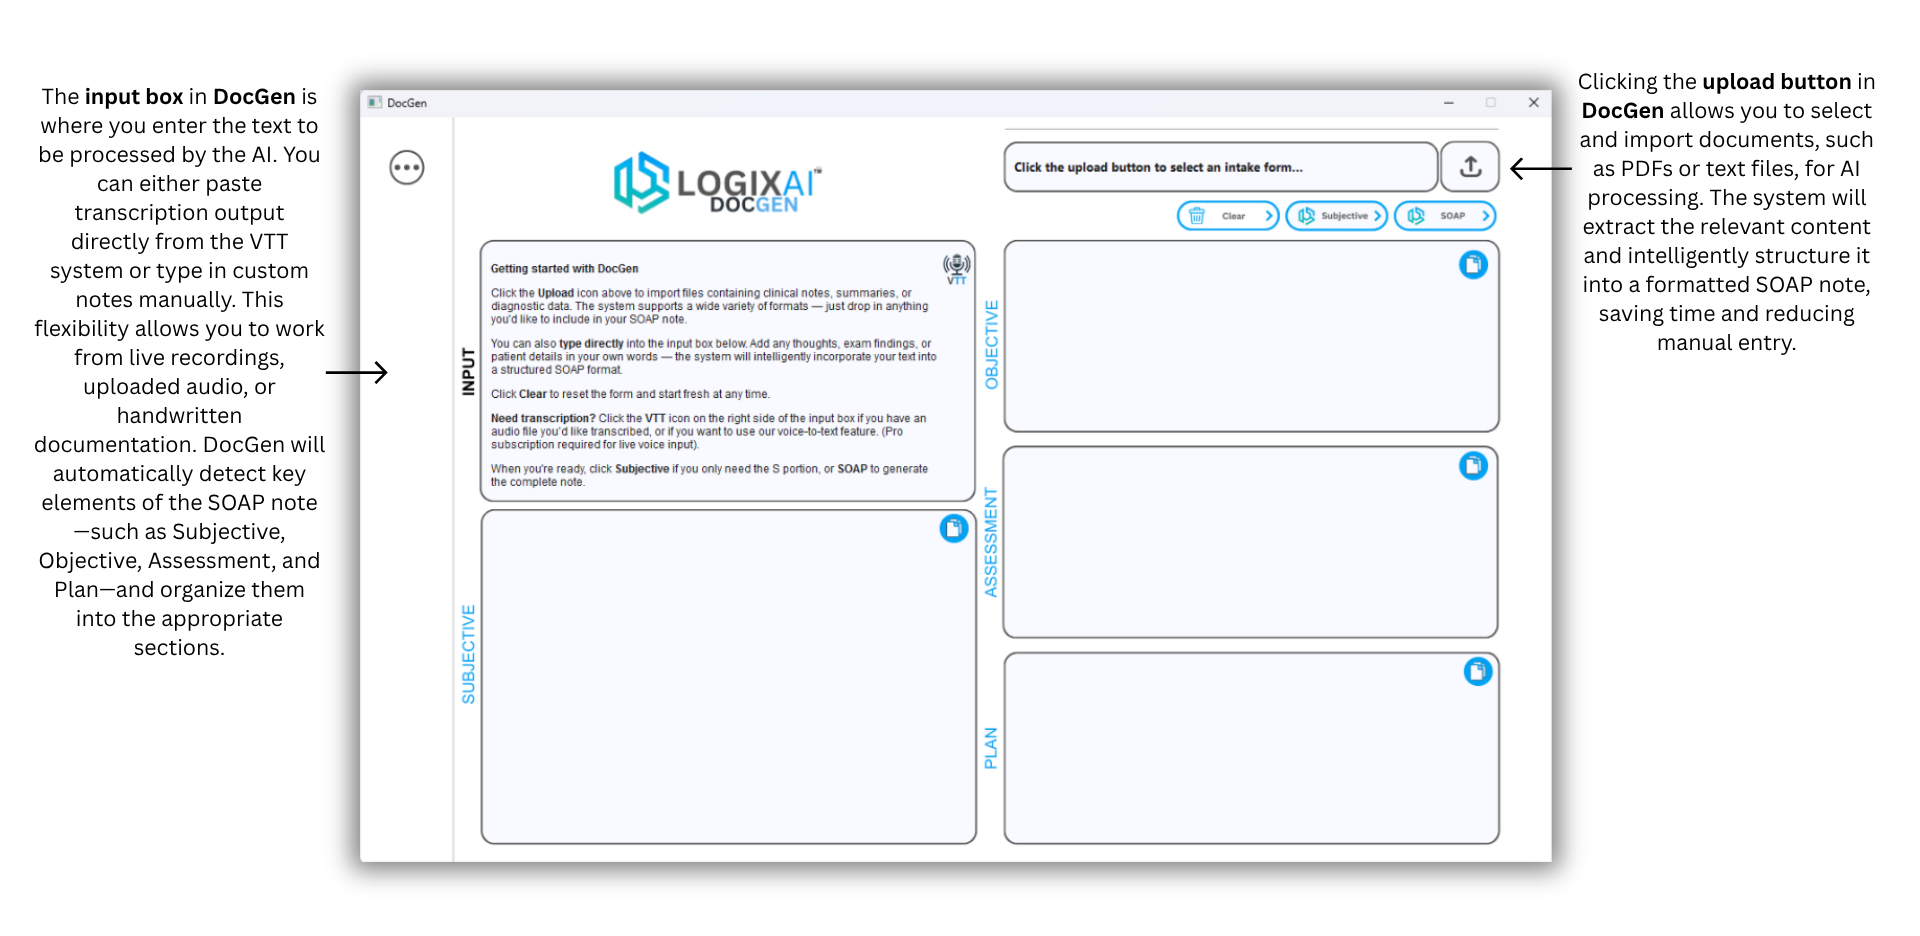 The input box in DocGen is
where you enter the text to
be processed by the AI. You
can either paste
transcription output
directly from the VTT
system or type in custom
notes manually. This
flexibility allows you to work
from live recordings,
uploaded audio, or
handwritten
documentation. DocGen will
automatically detect key
elements of the SOAP note
—such as Subjective,
Objective, Assessment, and
Plan—and organize them
into the appropriate
sections.
DocGen
LOGIXAI™
DOCGEN
Click the upload button to select an intake form...
Clear
Subjective
SOAP
INPUT
Getting started with DocGen
VTT
Click the Upload icon above to import files containing clinical notes, summaries, or
diagnostic data. The system supports a wide variety of formats — just drop in anything
you'd like to include in your SOAP note.
You can also type directly into the input box below. Add any thoughts, exam findings, or
patient details in your own words — the system will intelligently incorporate your text into
a structured SOAP format.
Click Clear to reset the form and start fresh at any time.
Need transcription? Click the VTT icon on the right side of the input box if you have an
audio file you'd like transcribed, or if you want to use our voice-to-text feature. (Pro
subscription required for live voice input).
When you're ready, click Subjective if you only need the S portion, or SOAP to generate
the complete note.
SUBJECTIVE
OBJECTIVE
ASSESSMENT
PLAN
Clicking the upload button in
DocGen allows you to select
and import documents, such
as PDFs or text files, for AI
processing. The system will
extract the relevant content
and intelligently structure it
into a formatted SOAP note,
saving time and reducing
manual entry.